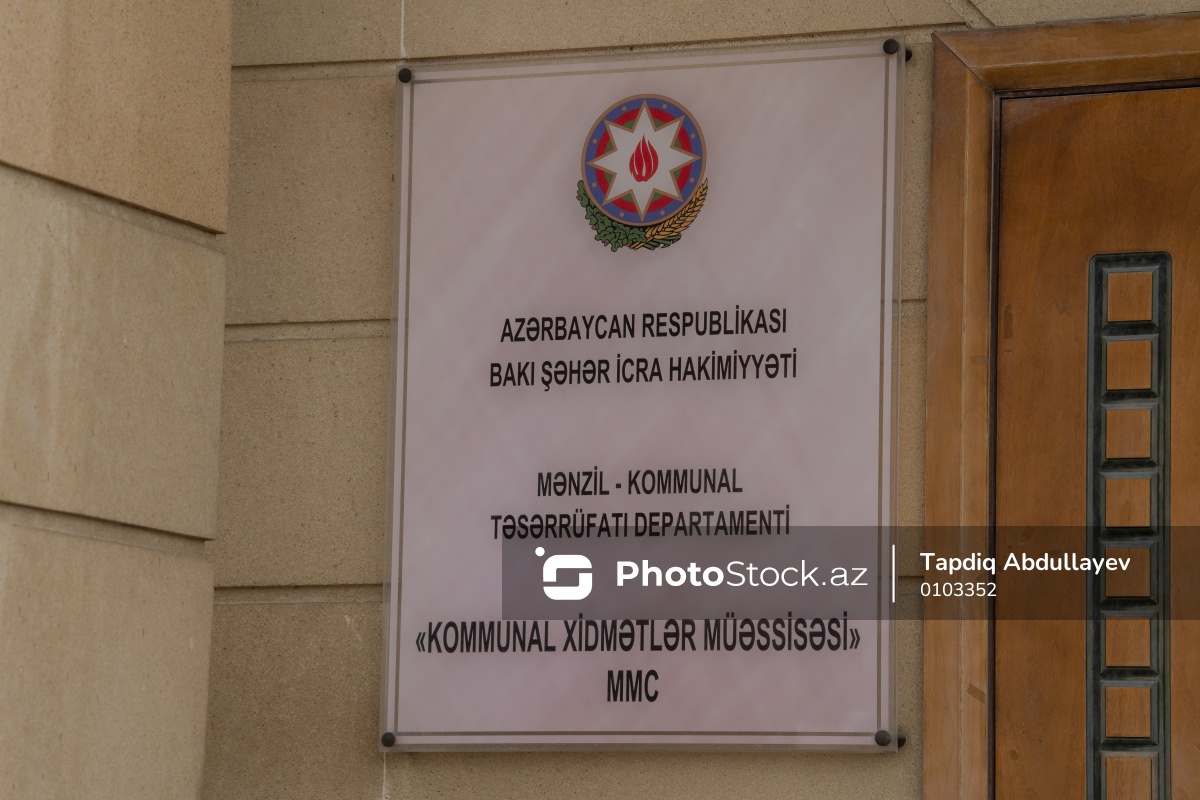 AZƏRBAYCAN RESPUBLİKASI
BAKI ŞƏHƏR İCRA HAKİMİYYƏTİ
MƏNZİL - KOMMUNAL
TƏSƏRRÜFATI DEPARTAMENTİ
PhotoStock.az
Tapdiq Abdullayev
0103352
«KOMMUNAL XİDMƏTLƏR MÜƏSSİSƏSİ»
MMC